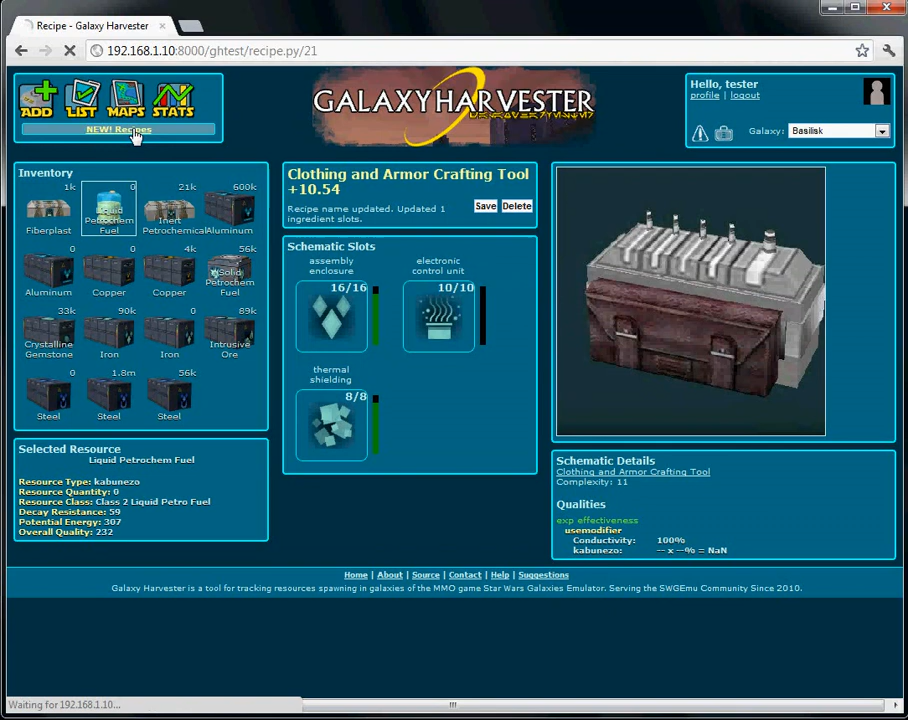 Recipe - Galaxy Harvester
192.168.1.10:8000/ghtest/recipe.py/21
ADD LIST MAPS STATS
NEW! Recipes
GALAXYHARVESTER
Hello, tester
profile | logout
Galaxy: Basilisk
Inventory
1k 0 21k 600k
Fiberplast
Liquid Petrochem Fuel
Inert Petrochemical
Aluminum
0 0 4k 56k
Aluminum
Copper
Copper
Solid Petrochem Fuel
33k 90k 0 89k
Crystalline Gemstone
Iron
Iron
Intrusive Ore
0 1.8m 56k
Steel Steel Steel
Selected Resource
Liquid Petrochem Fuel
Resource Type: kabunezo
Resource Quantity: 0
Resource Class: Class 2 Liquid Petro Fuel
Decay Resistance: 59
Potential Energy: 307
Overall Quality: 232
Clothing and Armor Crafting Tool
+10.54
Recipe name updated. Updated 1
ingredient slots.
Save Delete
Schematic Slots
assembly enclosure
16/16
electronic control unit
10/10
thermal shielding
8/8
Schematic Details
Clothing and Armor Crafting Tool
Complexity: 11
Qualities
exp effectiveness
usemodifier
Conductivity: 100%
kabunezo: -- x --% = NaN
Home | About | Source | Contact | Help | Suggestions
Galaxy Harvester is a tool for tracking resources spawning in galaxies of the MMO game Star Wars Galaxies Emulator. Serving the SWGEmu Community Since 2010.
Waiting for 192.168.1.10...